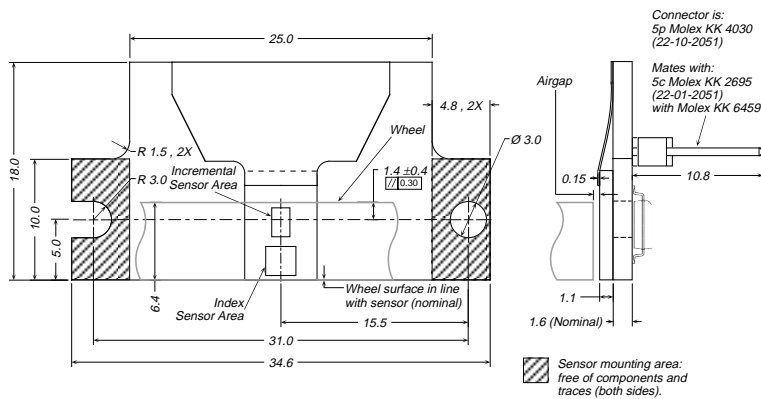 Connector is:
5p Molex KK 4030
(22-10-2051)
Mates with:
5c Molex KK 2695
(22-01-2051)
with Molex KK 6459
25.0
Airgap
4.8 , 2X
Ø 3.0
Wheel
R 1.5 , 2X
Incremental
Sensor Area
R 3.0
1.4 ±0.4
// 0.30
0.15
10.8
18.0
10.0
5.0
6.4
Index
Sensor Area
Wheel surface in line
with sensor (nominal)
15.5
1.1
1.6 (Nominal)
31.0
34.6
Sensor mounting area:
free of components and
traces (both sides).